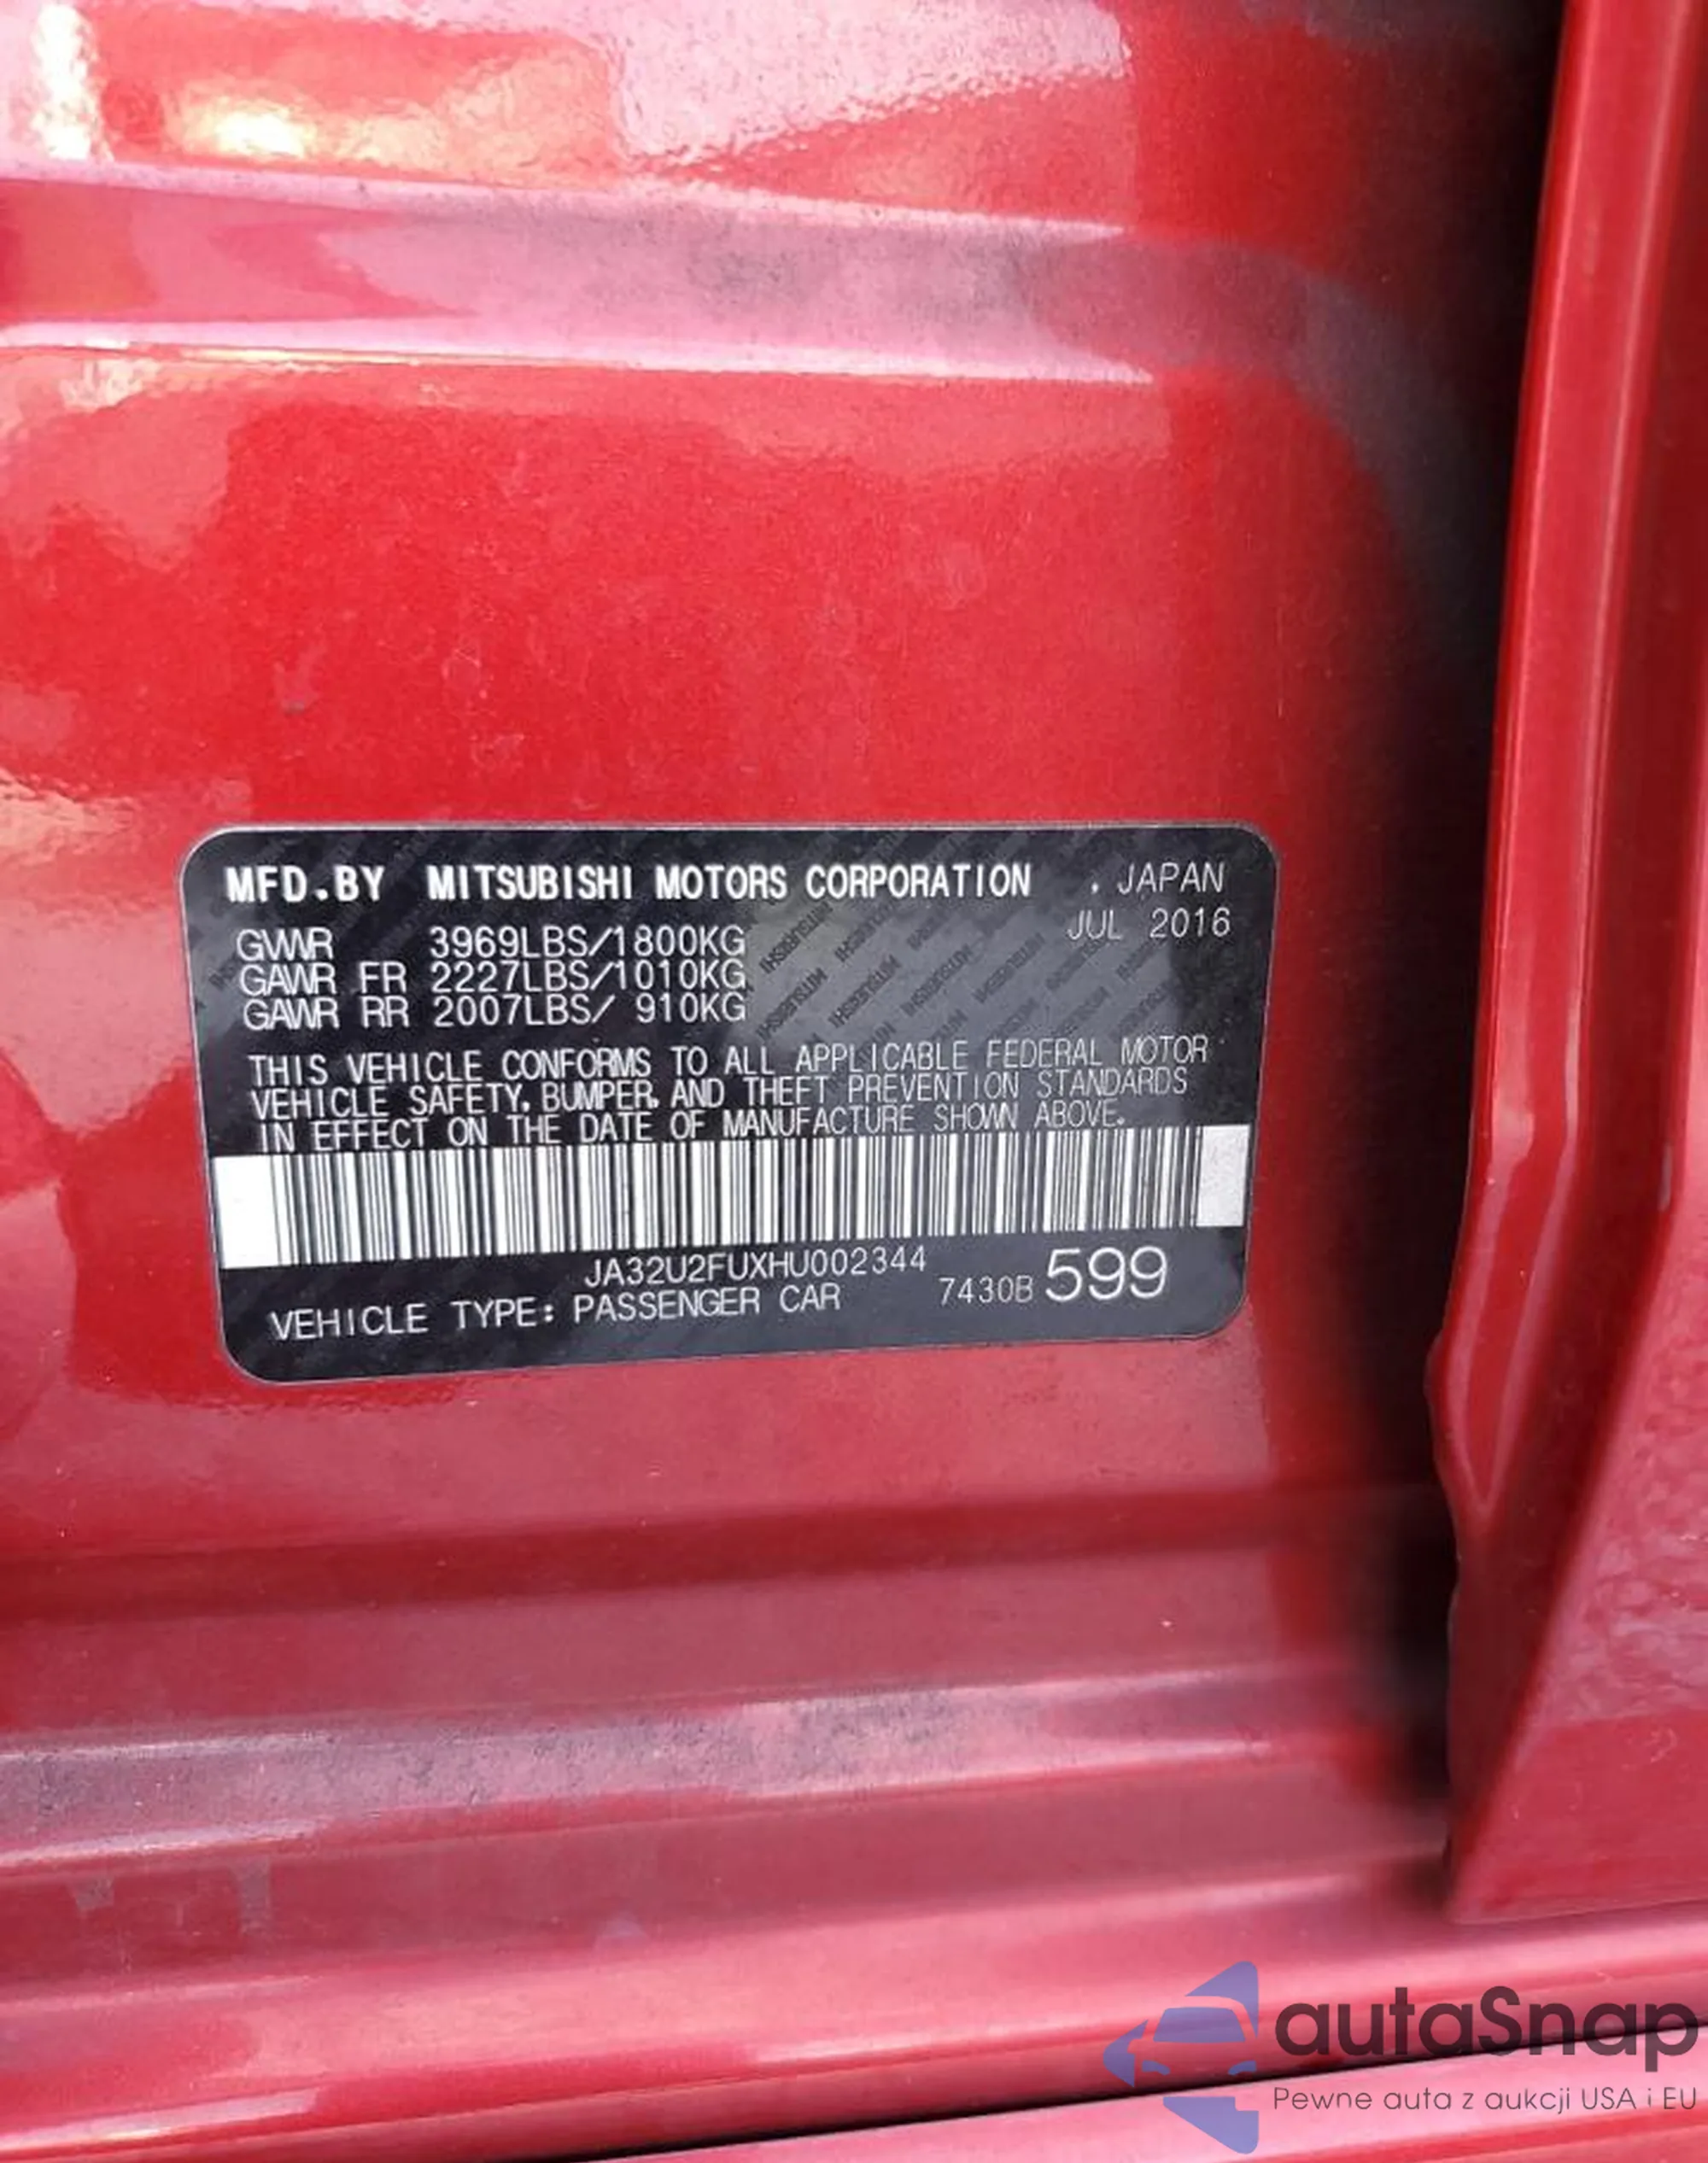 MFD.BY MITSUBISHI MOTORS CORPORATION . JAPAN
JUL 2016
GVWR 3969LBS/1800KG
GAWR FR 2227LBS/1010KG
GAWR RR 2007LBS/ 910KG
THIS VEHICLE CONFORMS TO ALL APPLICABLE FEDERAL MOTOR
VEHICLE SAFETY, BUMPER, AND THEFT PREVENTION STANDARDS
IN EFFECT ON THE DATE OF MANUFACTURE SHOWN ABOVE.
JA32U2FUXHU002344
VEHICLE TYPE: PASSENGER CAR 7430B 599
autaSnap
Pewne auta z aukcji USA i EU